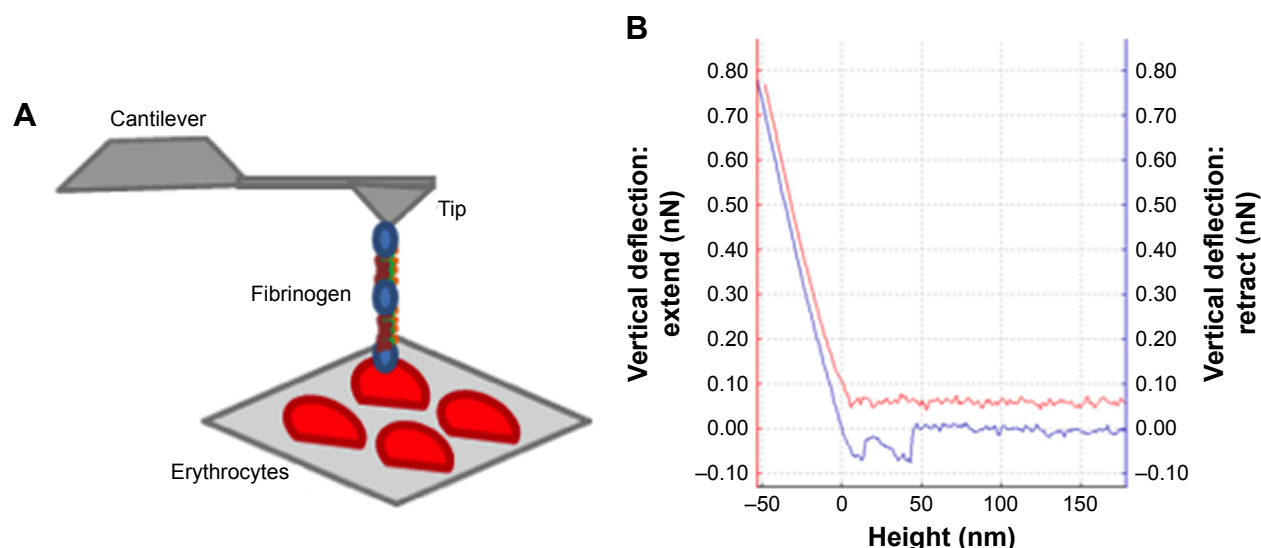 A
Cantilever
Tip
Fibrinogen
Erythrocytes
B
Vertical deflection:
extend (nN)
0.80
0.70
0.60
0.50
0.40
0.30
0.20
0.10
0.00
–0.10
–50
0
50
100
150
Height (nm)
0.80
0.70
0.60
0.50
0.40
0.30
0.20
0.10
0.00
–0.10
Vertical deflection:
retract (nN)